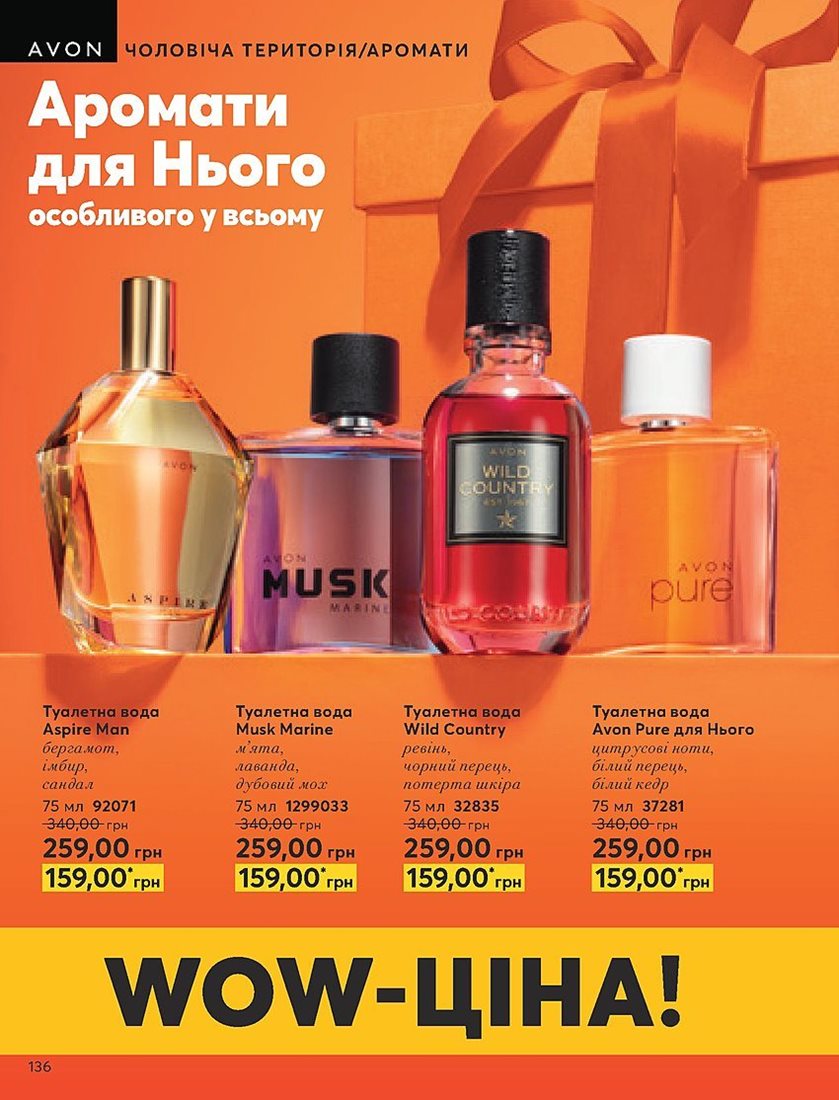 AVON
ЧОЛОВІЧА ТЕРИТОРІЯ/АРОМАТИ
Аромати
для Нього
особливого у всьому
AVON
ASPIRE
AVON
MUSK
MARINE
AVON
WILD
COUNTRY
EST. 1967
WILD COUNTRY
AVON
pure
Туалетна вода
Aspire Man
бергамот,
імбир,
сандал
75 мл 92071
340,00 грн
259,00 грн
159,00* грн
Туалетна вода
Musk Marine
м’ята,
лаванда,
дубовий мох
75 мл 1299033
340,00 грн
259,00 грн
159,00* грн
Туалетна вода
Wild Country
ревінь,
чорний перець,
потерта шкіра
75 мл 32835
340,00 грн
259,00 грн
159,00* грн
Туалетна вода
Avon Pure для Нього
цитрусові ноти,
білий перець,
білий кедр
75 мл 37281
340,00 грн
259,00 грн
159,00* грн
WOW-ЦІНА!
136